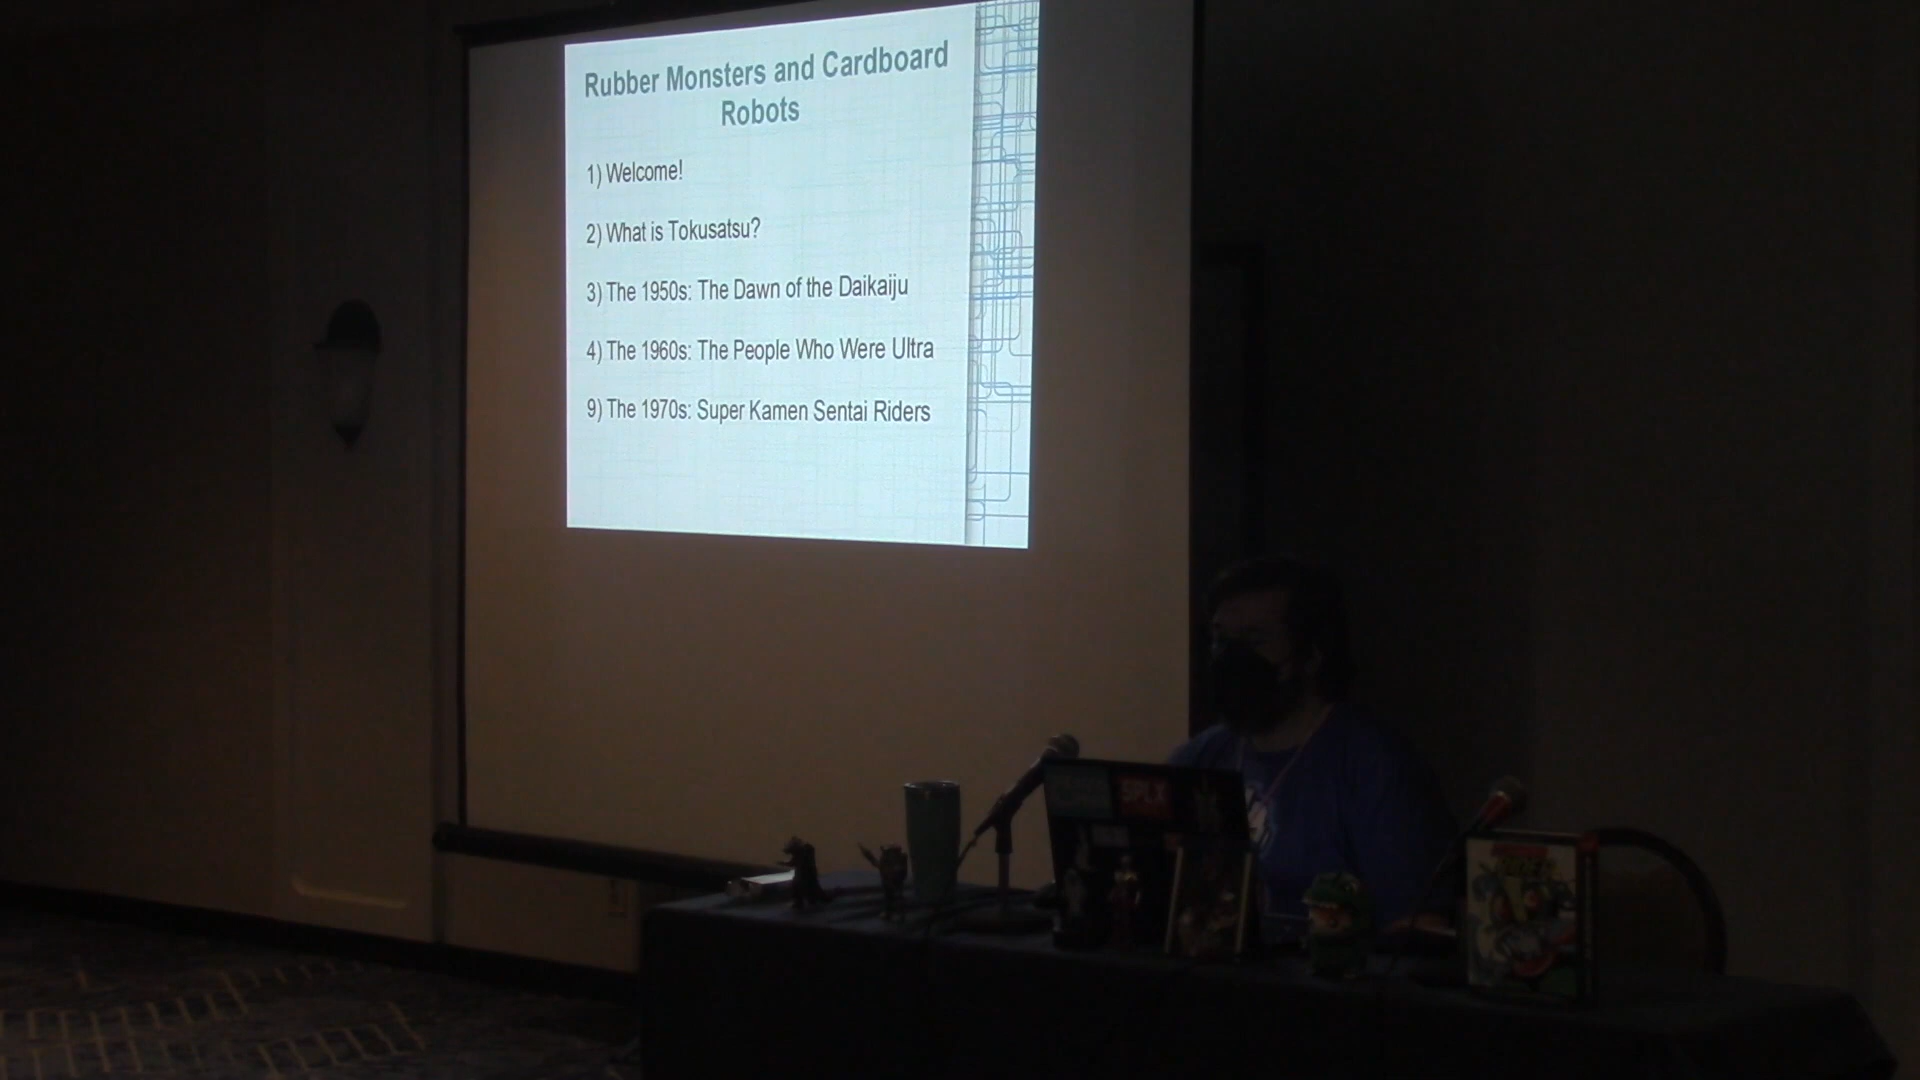 Rubber Monsters and Cardboard
Robots
1) Welcome!
2) What is Tokusatsu?
3) The 1950s: The Dawn of the Daikaiju
4) The 1960s: The People Who Were Ultra
9) The 1970s: Super Kamen Sentai Riders